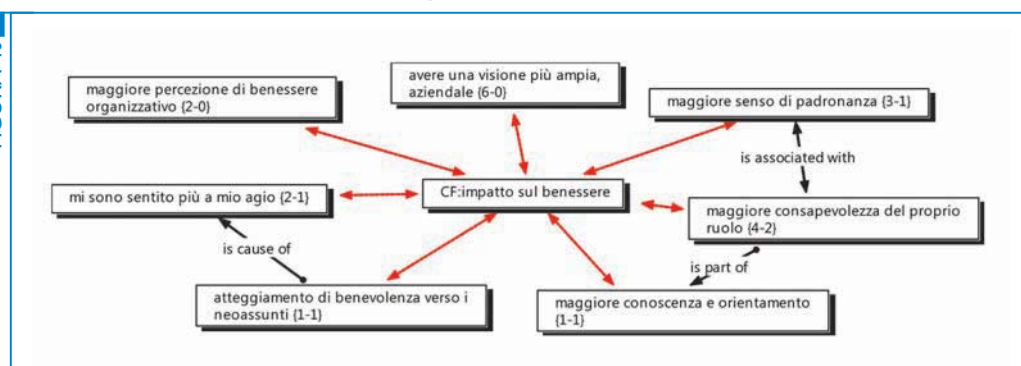 avere una visione più ampia,
aziendale {6-0}
maggiore percezione di benessere
organizzativo {2-0}
maggiore senso di padronanza {3-1}
is associated with
CF:impatto sul benessere
mi sono sentito più a mio agio {2-1}
maggiore consapevolezza del proprio
ruolo {4-2}
is cause of
is part of
atteggiamento di benevolenza verso i
neoassunti {1-1}
maggiore conoscenza e orientamento
{1-1}